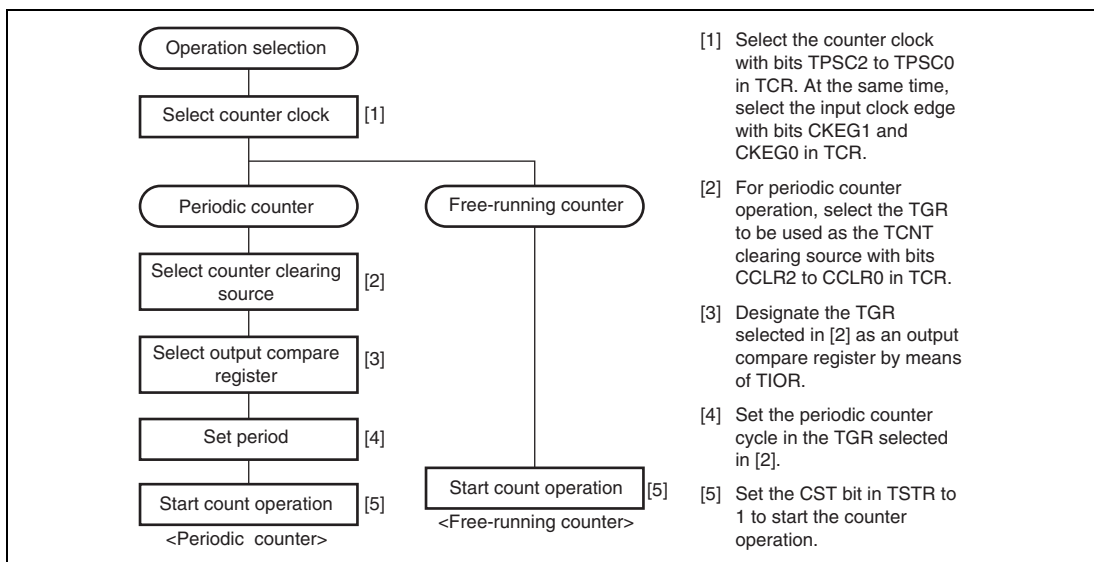 Operation selection
Select counter clock
[1]
Periodic counter
Free-running counter
Select counter clearing
source
[2]
Select output compare
register
[3]
Set period
[4]
Start count operation
[5]
<Periodic counter>
Start count operation
[5]
<Free-running counter>
[1] Select the counter clock
with bits TPSC2 to TPSC0
in TCR. At the same time,
select the input clock edge
with bits CKEG1 and
CKEG0 in TCR.
[2] For periodic counter
operation, select the TGR
to be used as the TCNT
clearing source with bits
CCLR2 to CCLR0 in TCR.
[3] Designate the TGR
selected in [2] as an output
compare register by means
of TIOR.
[4] Set the periodic counter
cycle in the TGR selected
in [2].
[5] Set the CST bit in TSTR to
1 to start the counter
operation.